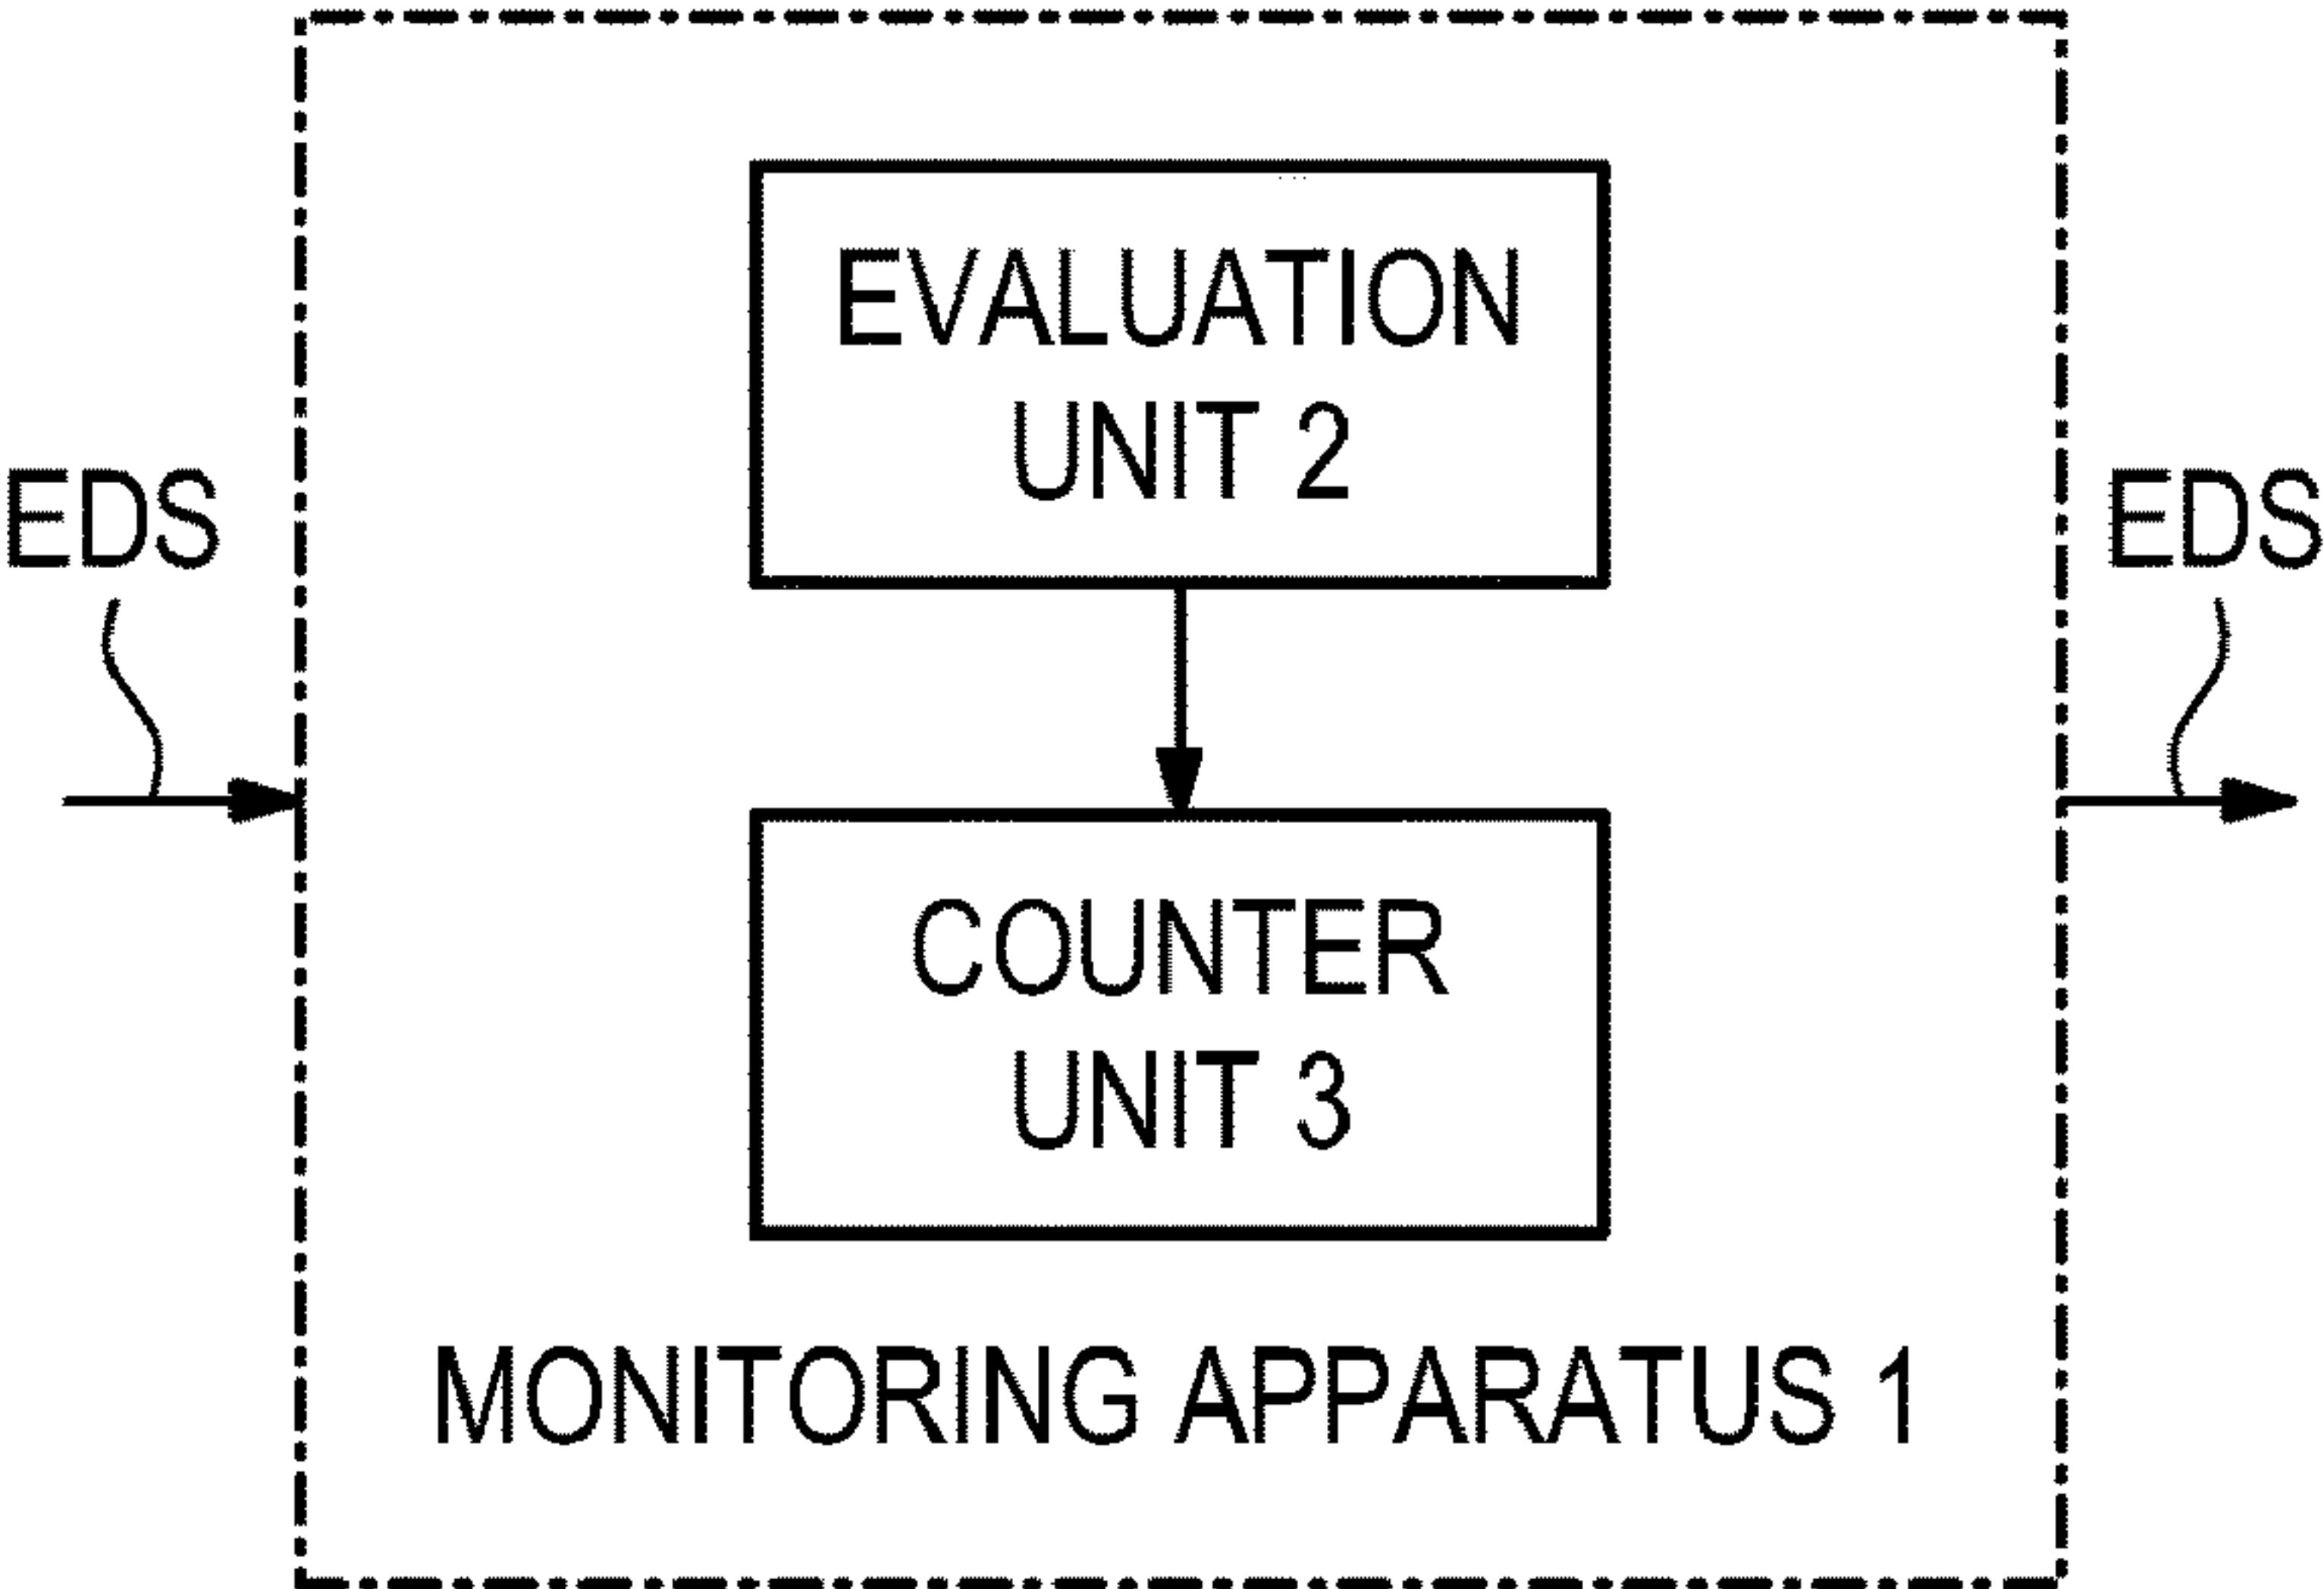 EVALUATION
UNIT 2
EDS
EDS
COUNTER
UNIT 3
MONITORING APPARATUS 1